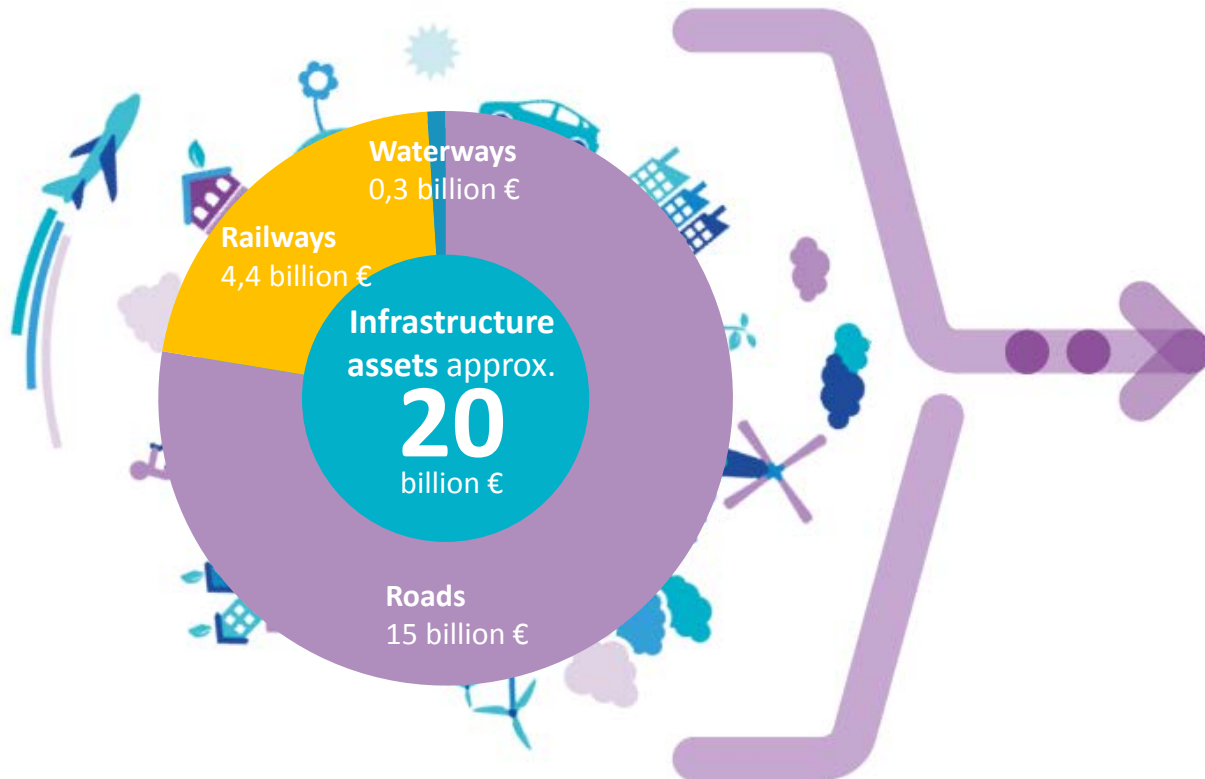 Waterways
0,3 billion €
Railways
4,4 billion €
Infrastructure
assets approx.
20
billion €
Roads
15 billion €